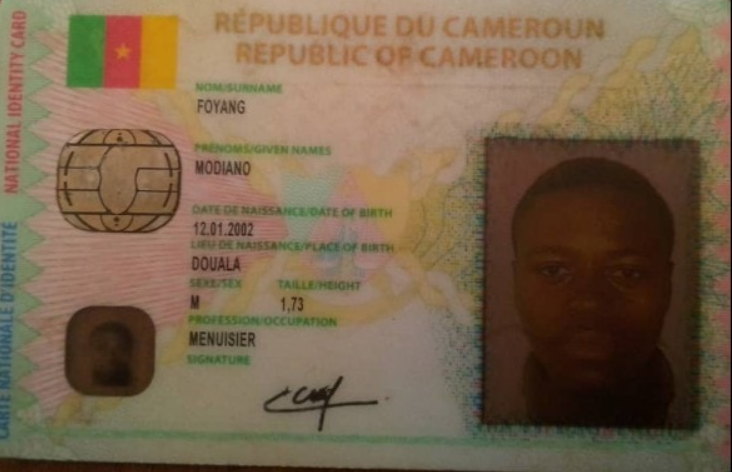 RÉPUBLIQUE DU CAMEROUN
REPUBLIC OF CAMEROON
NATIONAL IDENTITY CARD
CARTE NATIONALE D'IDENTITÉ
NOM/SURNAME
FOYANG
PRÉNOMS/GIVEN NAMES
MODIANO
DATE DE NAISSANCE/DATE OF BIRTH
12.01.2002
LIEU DE NAISSANCE/PLACE OF BIRTH
DOUALA
SEXE/SEX TAILLE/HEIGHT
M 1,73
PROFESSION/OCCUPATION
MENUISIER
SIGNATURE